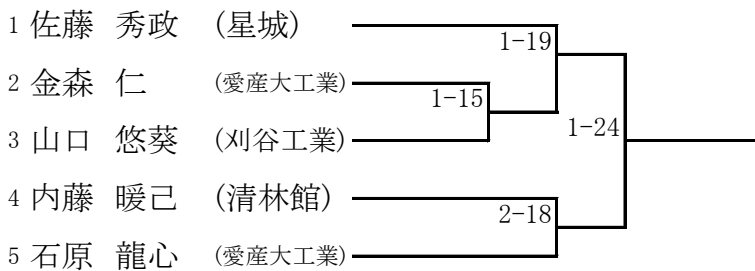 1 佐藤 秀政 (星城)
1-19
2 金森 仁 (愛産大工業)
1-15
1-24
3 山口 悠葵 (刈谷工業)
4 内藤 暖己 (清林館)
2-18
5 石原 龍心 (愛産大工業)